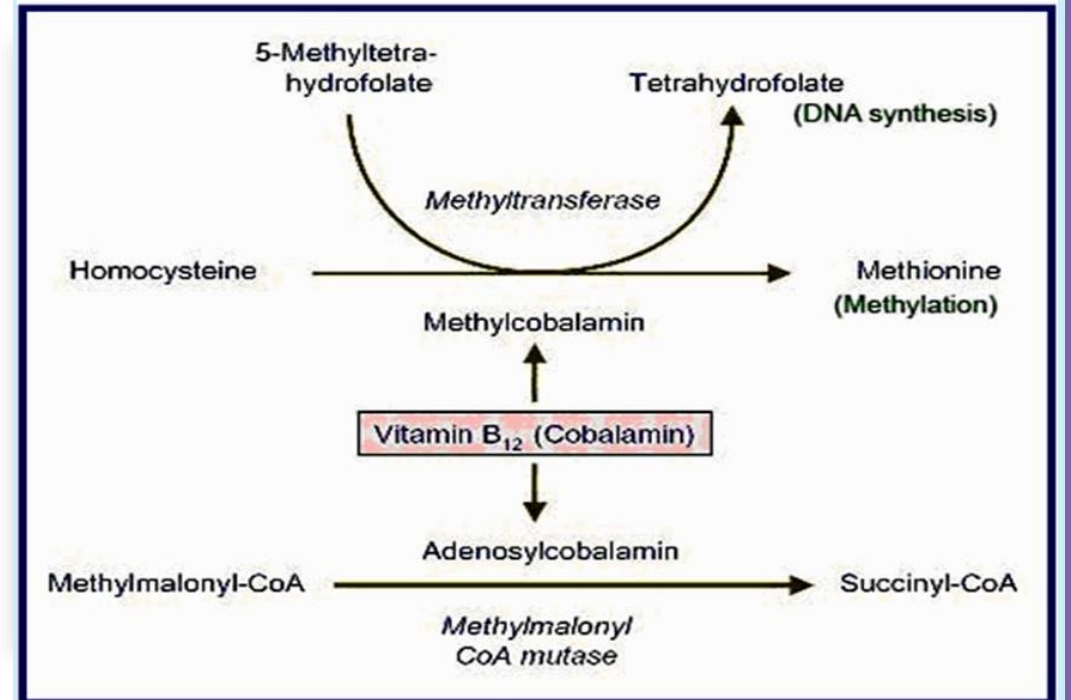 5-Methyltetra-
hydrofolate
Tetrahydrofolate
(DNA synthesis)
Methyltransferase
Homocysteine
Methionine
(Methylation)
Methylcobalamin
Vitamin B₁₂ (Cobalamin)
Adenosylcobalamin
Methylmalonyl-CoA
Succinyl-CoA
Methylmalonyl
CoA mutase